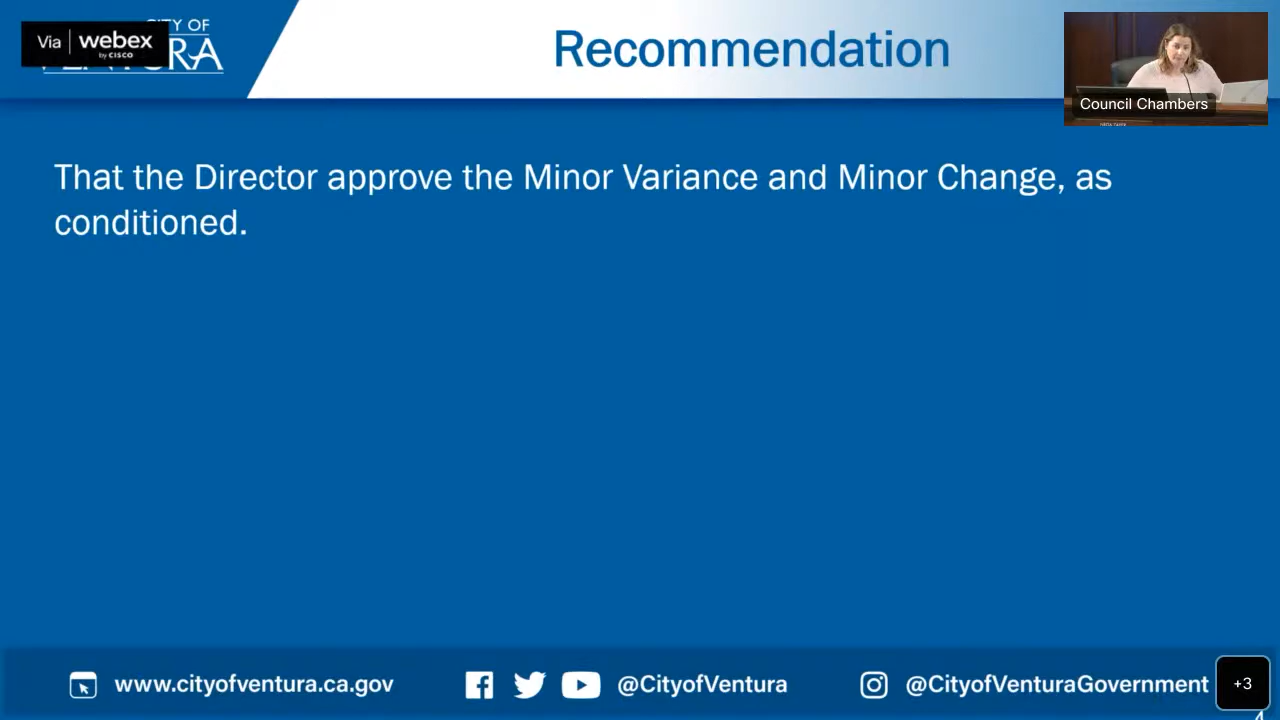 CITY OF
VENTURA
Via webex
by CISCO
Recommendation
Council Chambers
That the Director approve the Minor Variance and Minor Change, as
conditioned.
www.cityofventura.ca.gov
@CityofVentura
@CityofVenturaGovernment
+3
4